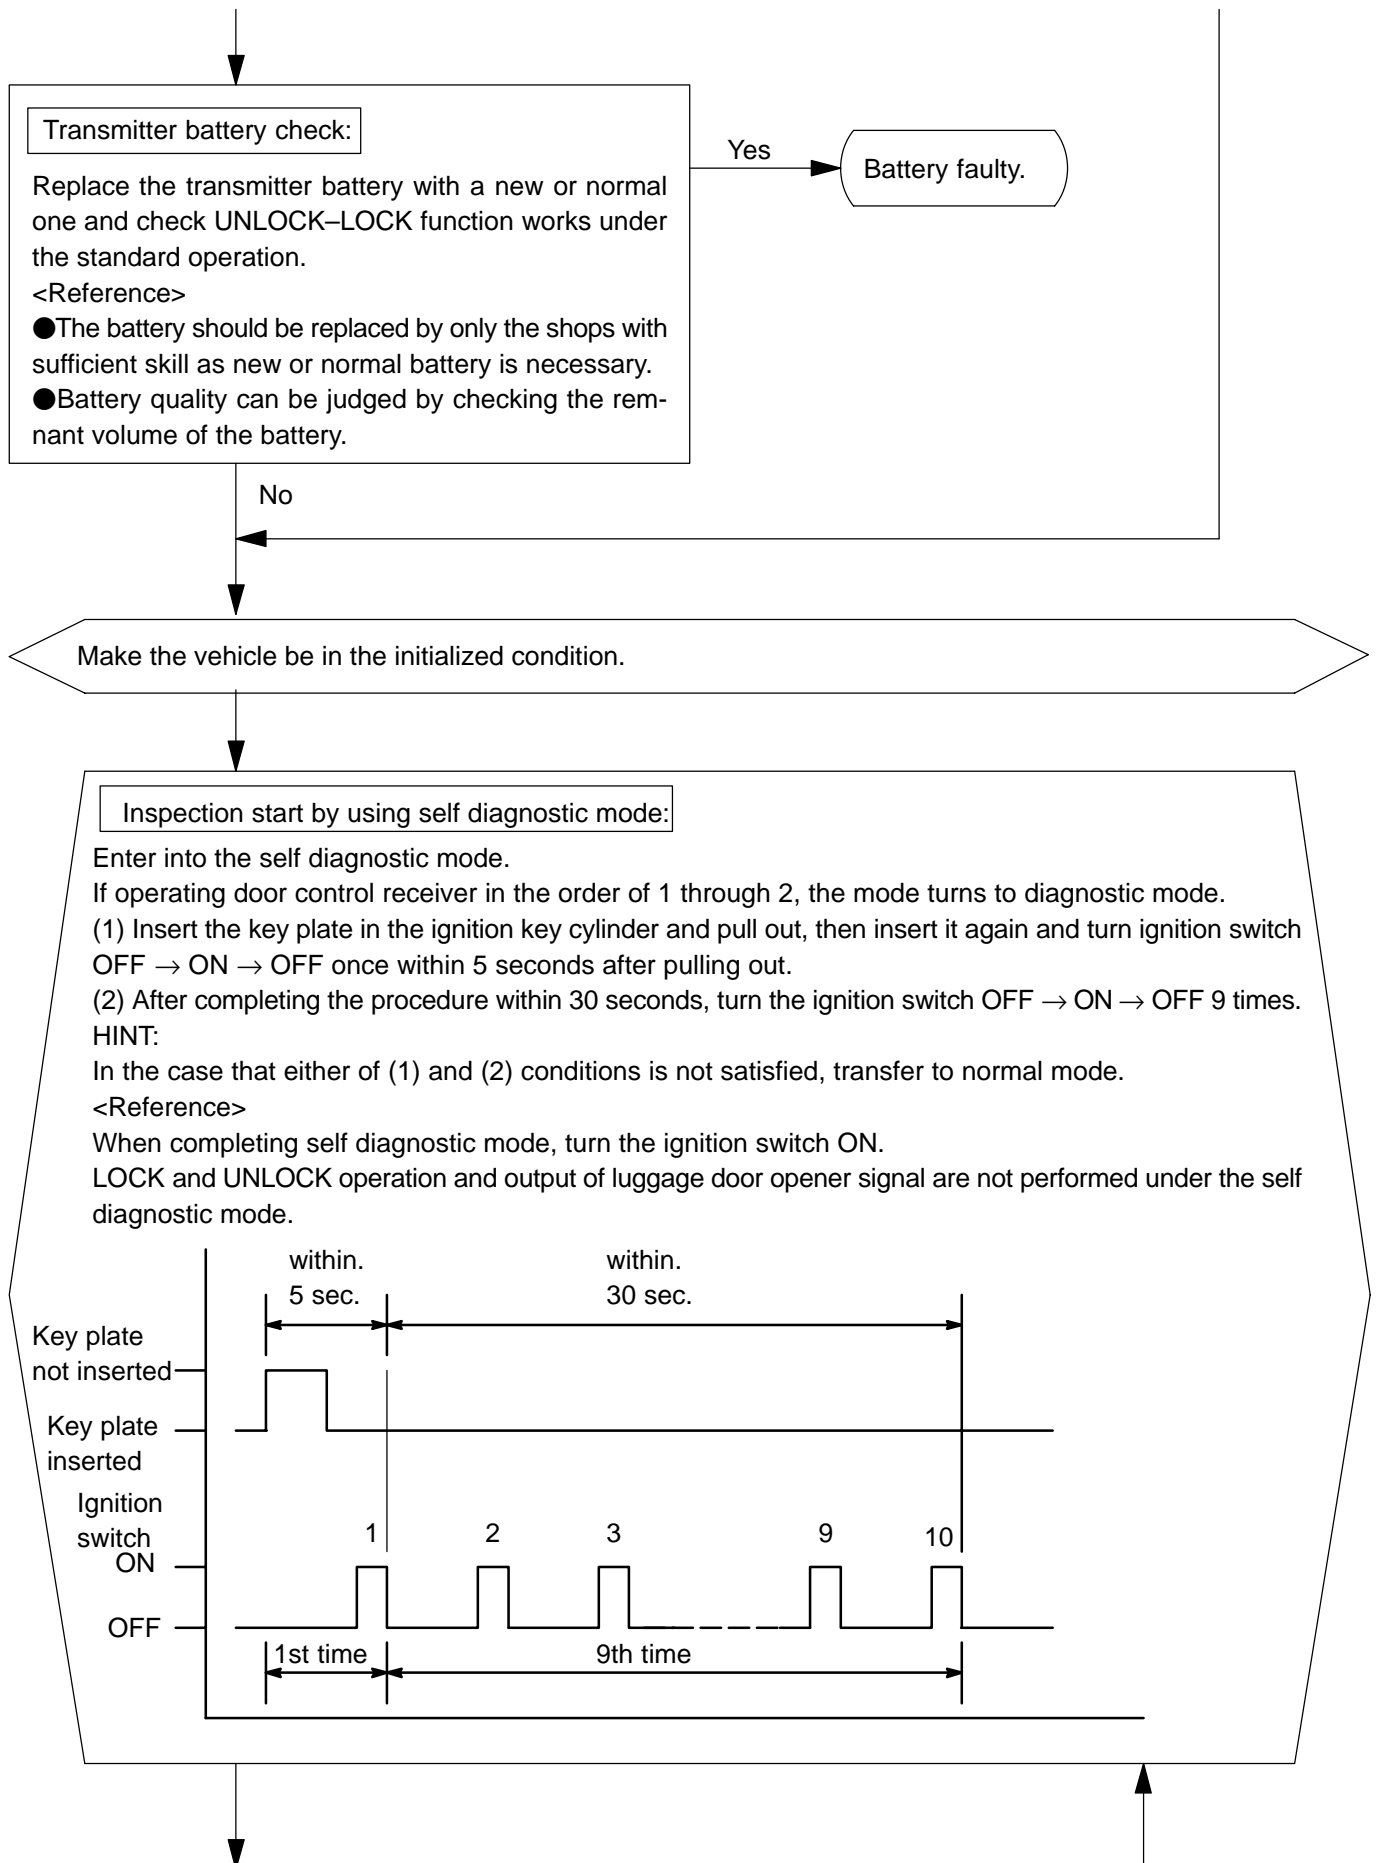 Transmitter battery check:
Replace the transmitter battery with a new or normal
one and check UNLOCK–LOCK function works under
the standard operation.
<Reference>
●The battery should be replaced by only the shops with
sufficient skill as new or normal battery is necessary.
●Battery quality can be judged by checking the rem-
nant volume of the battery.
Yes
Battery faulty.
No
Make the vehicle be in the initialized condition.
Inspection start by using self diagnostic mode:
Enter into the self diagnostic mode.
If operating door control receiver in the order of 1 through 2, the mode turns to diagnostic mode.
(1) Insert the key plate in the ignition key cylinder and pull out, then insert it again and turn ignition switch
OFF → ON → OFF once within 5 seconds after pulling out.
(2) After completing the procedure within 30 seconds, turn the ignition switch OFF → ON → OFF 9 times.
HINT:
In the case that either of (1) and (2) conditions is not satisfied, transfer to normal mode.
<Reference>
When completing self diagnostic mode, turn the ignition switch ON.
LOCK and UNLOCK operation and output of luggage door opener signal are not performed under the self
diagnostic mode.
within.
5 sec.
within.
30 sec.
Key plate
not inserted
Key plate
inserted
Ignition
switch
ON
OFF
1 2 3 9 10
1st time
9th time